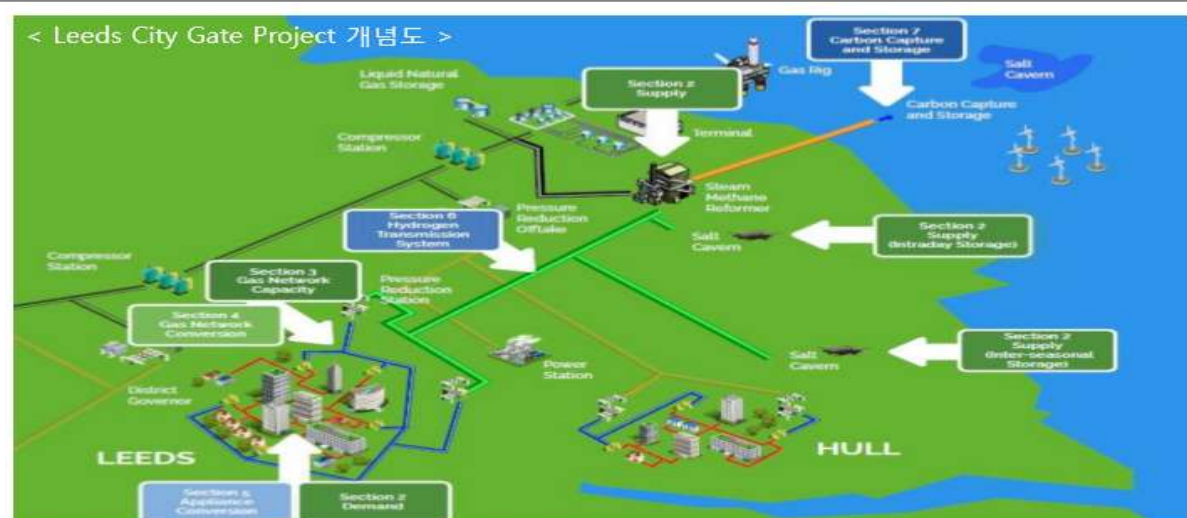 < Leeds City Gate Project 개념도 >
Section 7
Carbon Capture
and Storage
Gas Rig
Salt
Cavern
Liquid Natural
Gas Storage
Section 2
Supply
Carbon Capture
and Storage
Terminal
Compressor
Station
Steam
Methane
Reformer
Pressure
Reduction
Offtake
Section 6
Hydrogen
Transmission
System
Salt
Cavern
Section 2
Supply
(Intraday Storage)
Compressor
Station
Section 3
Gas Network
Capacity
Pressure
Reduction
Station
Section 4
Gas Network
Conversion
Section 2
Supply
(Inter-seasonal
Storage)
Salt
Cavern
Power
Station
District
Governor
LEEDS
HULL
Section 5
Appliance
Conversion
Section 2
Demand